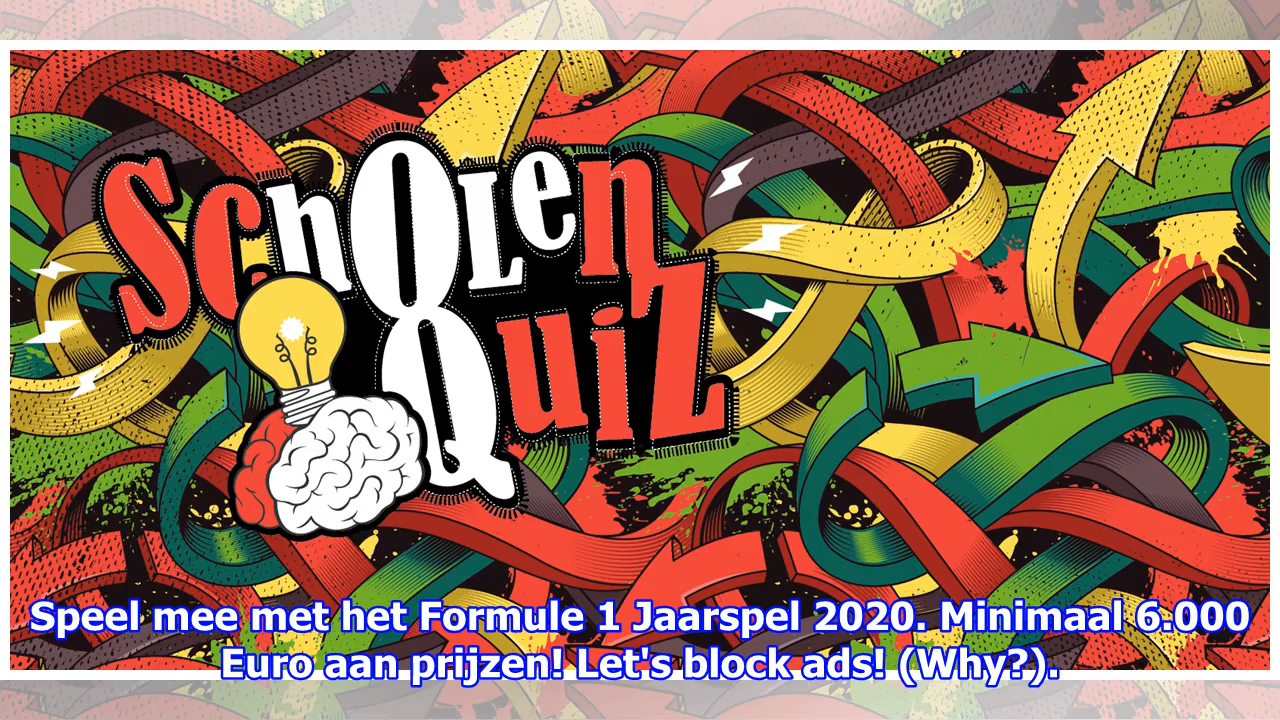 ScHOLen
QuiZ
Speel mee met het Formule 1 Jaarspel 2020. Minimaal 6.000
Euro aan prijzen! Let's block ads! (Why?).